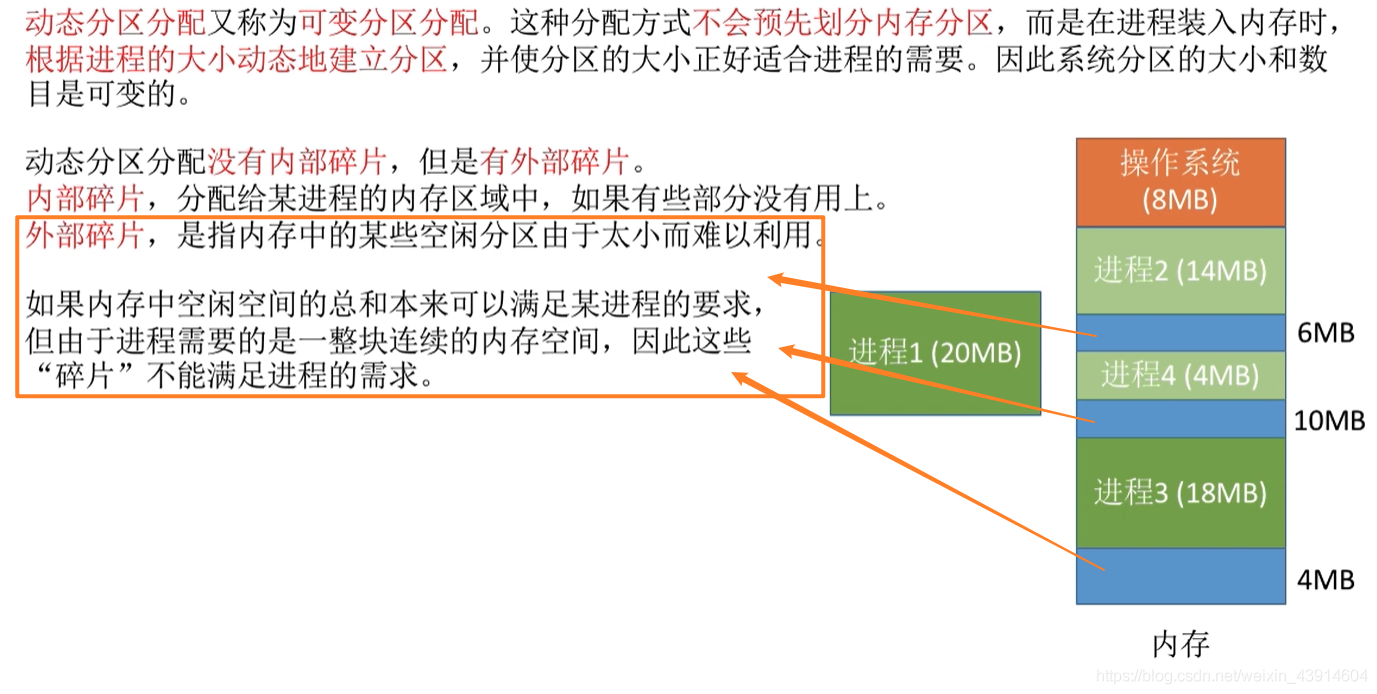 动态分区分配又称为可变分区分配。这种分配方式不会预先划分内存分区，而是在进程装入内存时，
根据进程的大小动态地建立分区，并使分区的大小正好适合进程的需要。因此系统分区的大小和数
目是可变的。
动态分区分配没有内部碎片，但是有外部碎片。
内部碎片，分配给某进程的内存区域中，如果有些部分没有用上。
外部碎片，是指内存中的某些空闲分区由于太小而难以利用。
如果内存中空闲空间的总和本来可以满足某进程的要求，
但由于进程需要的是一整块连续的内存空间，因此这些
“碎片”不能满足进程的需求。
进程1 (20MB)
操作系统
(8MB)
进程2 (14MB)
6MB
进程4 (4MB)
10MB
进程3 (18MB)
4MB
内存
https://blog.csdn.net/weixin_43914604